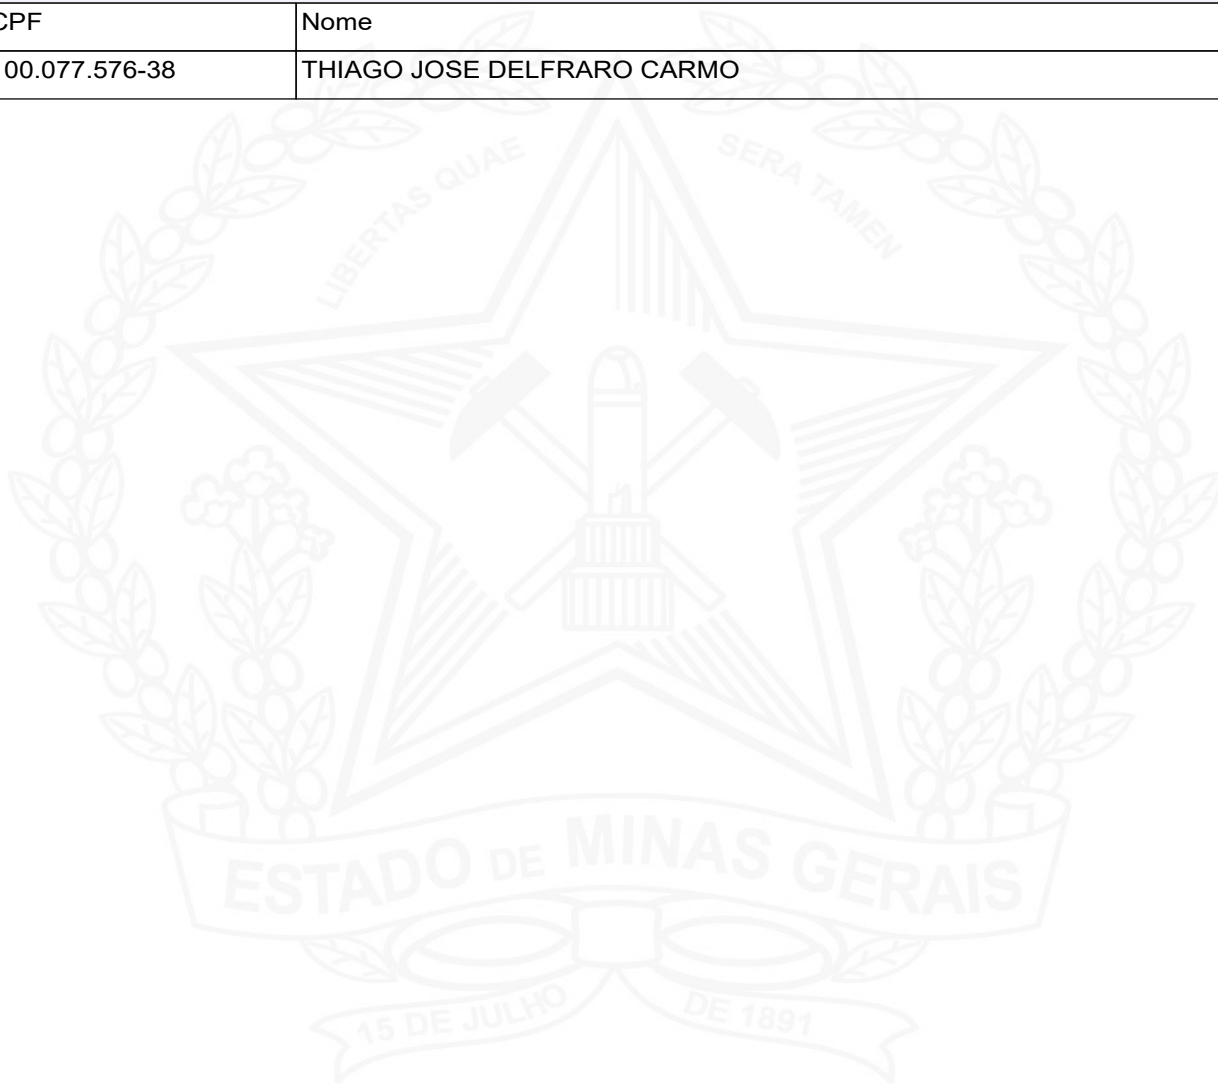 CPF Nome
00.077.576-38 THIAGO JOSE DELFRARO CARMO
LIBERTAS QUAE SERA TAMEN
ESTADO DE MINAS GERAIS
15 DE JULHO DE 1891